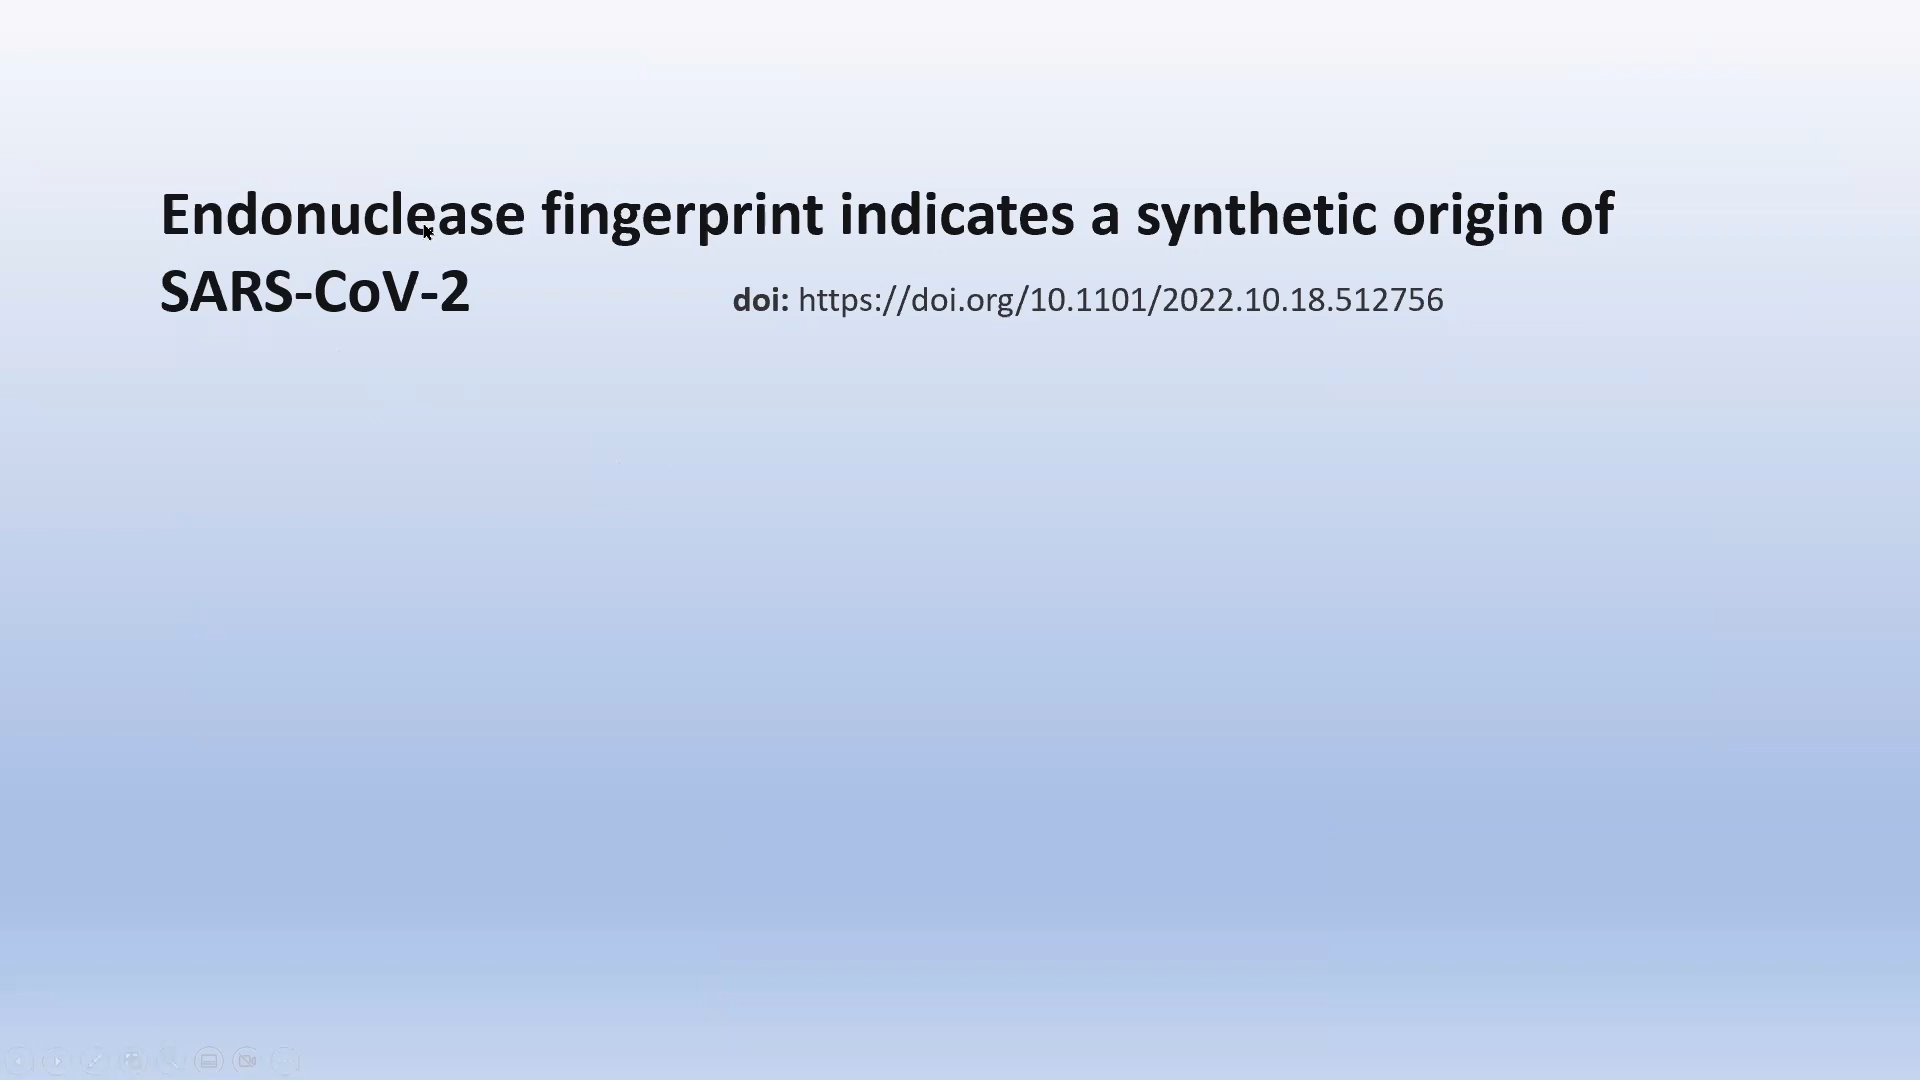 Endonuclease fingerprint indicates a synthetic origin of
SARS-CoV-2
doi: https://doi.org/10.1101/2022.10.18.512756